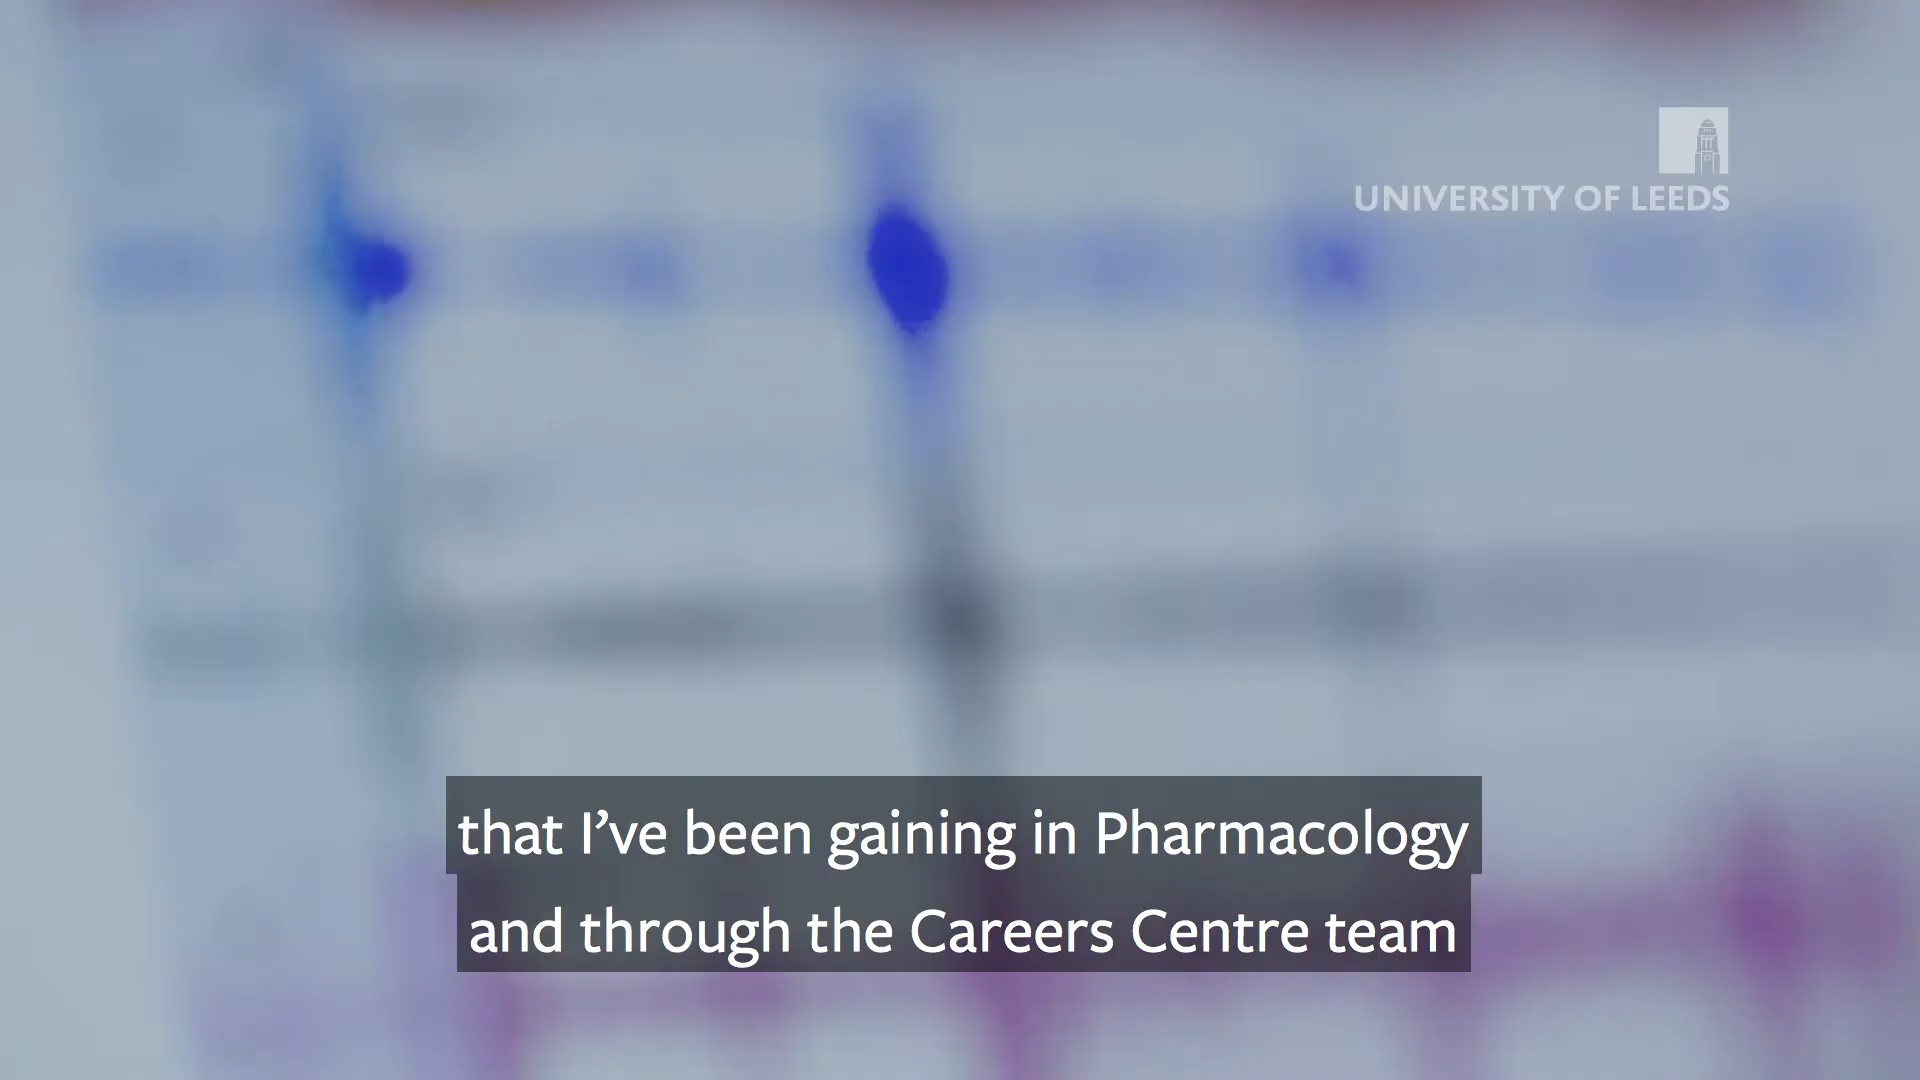 UNIVERSITY OF LEEDS
that I’ve been gaining in Pharmacology
and through the Careers Centre team